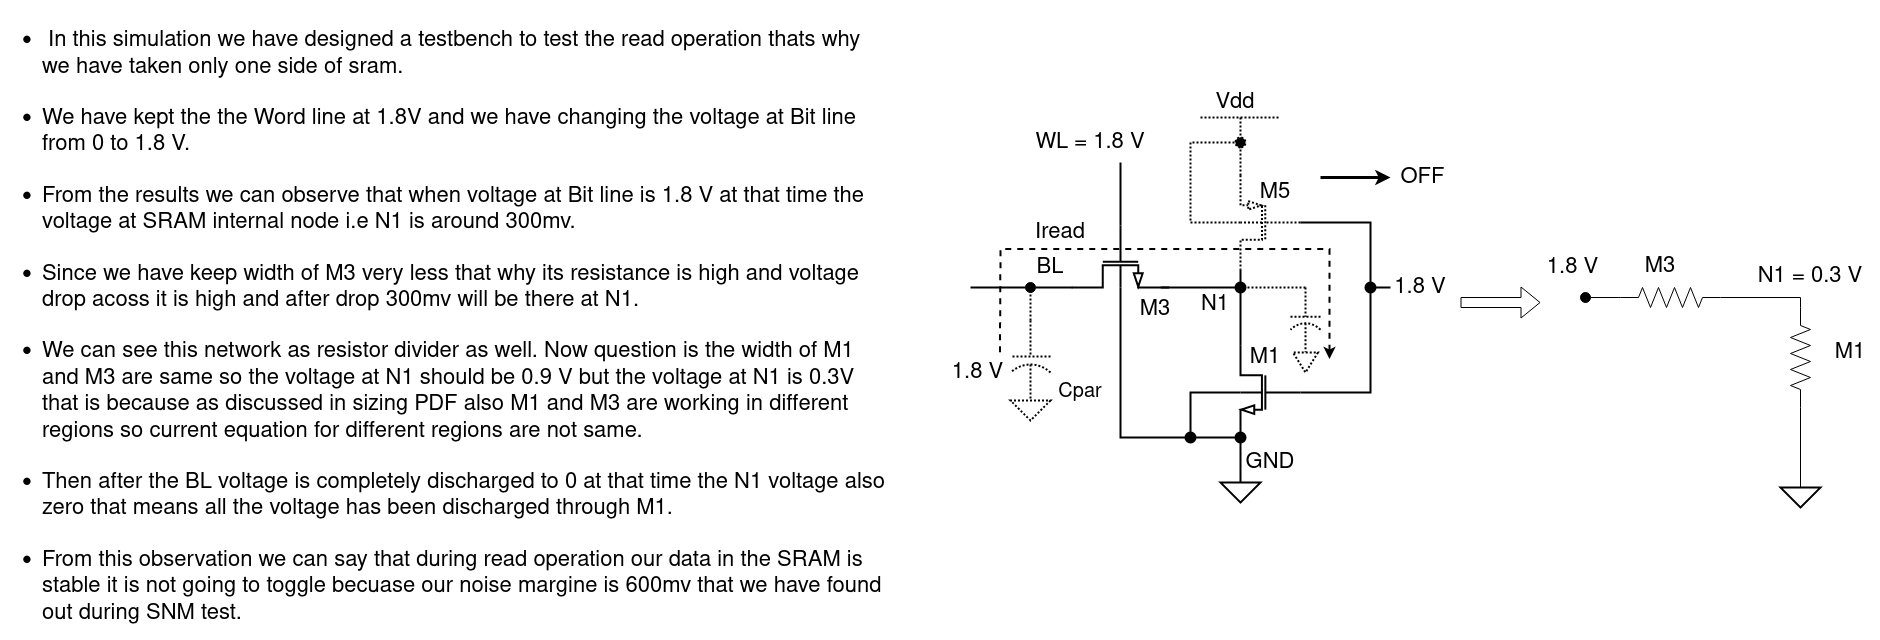 • In this simulation we have designed a testbench to test the read operation thats why
we have taken only one side of sram.
• We have kept the the Word line at 1.8V and we have changing the voltage at Bit line
from 0 to 1.8 V.
• From the results we can observe that when voltage at Bit line is 1.8 V at that time the
voltage at SRAM internal node i.e N1 is around 300mv.
• Since we have keep width of M3 very less that why its resistance is high and voltage
drop acoss it is high and after drop 300mv will be there at N1.
• We can see this network as resistor divider as well. Now question is the width of M1
and M3 are same so the voltage at N1 should be 0.9 V but the voltage at N1 is 0.3V
that is because as discussed in sizing PDF also M1 and M3 are working in different
regions so current equation for different regions are not same.
• Then after the BL voltage is completely discharged to 0 at that time the N1 voltage also
zero that means all the voltage has been discharged through M1.
• From this observation we can say that during read operation our data in the SRAM is
stable it is not going to toggle becuase our noise margine is 600mv that we have found
out during SNM test.
Vdd
WL = 1.8 V
OFF
M5
Iread
BL
M3
N1
1.8 V
M1
1.8 V
Cpar
GND
1.8 V
M3
N1 = 0.3 V
M1